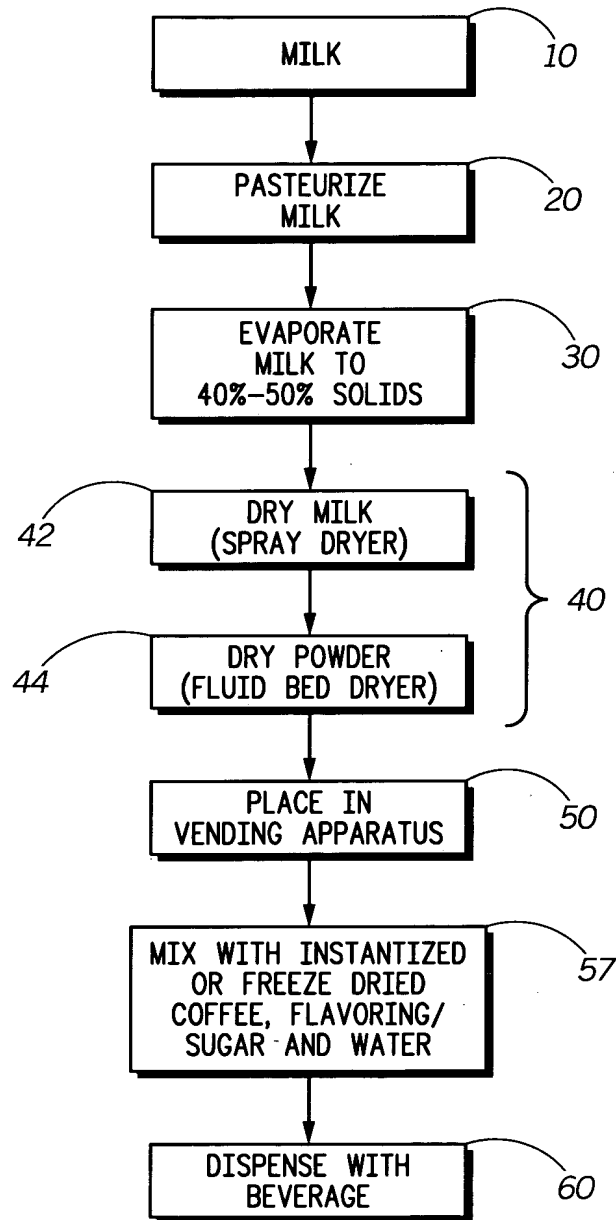 MILK
10
PASTEURIZE
MILK
20
EVAPORATE
MILK TO
40%-50% SOLIDS
30
DRY MILK
(SPRAY DRYER)
42
40
DRY POWDER
(FLUID BED DRYER)
44
PLACE IN
VENDING APPARATUS
50
MIX WITH INSTANTIZED
OR FREEZE DRIED
COFFEE, FLAVORING/
SUGAR AND WATER
57
DISPENSE WITH
BEVERAGE
60